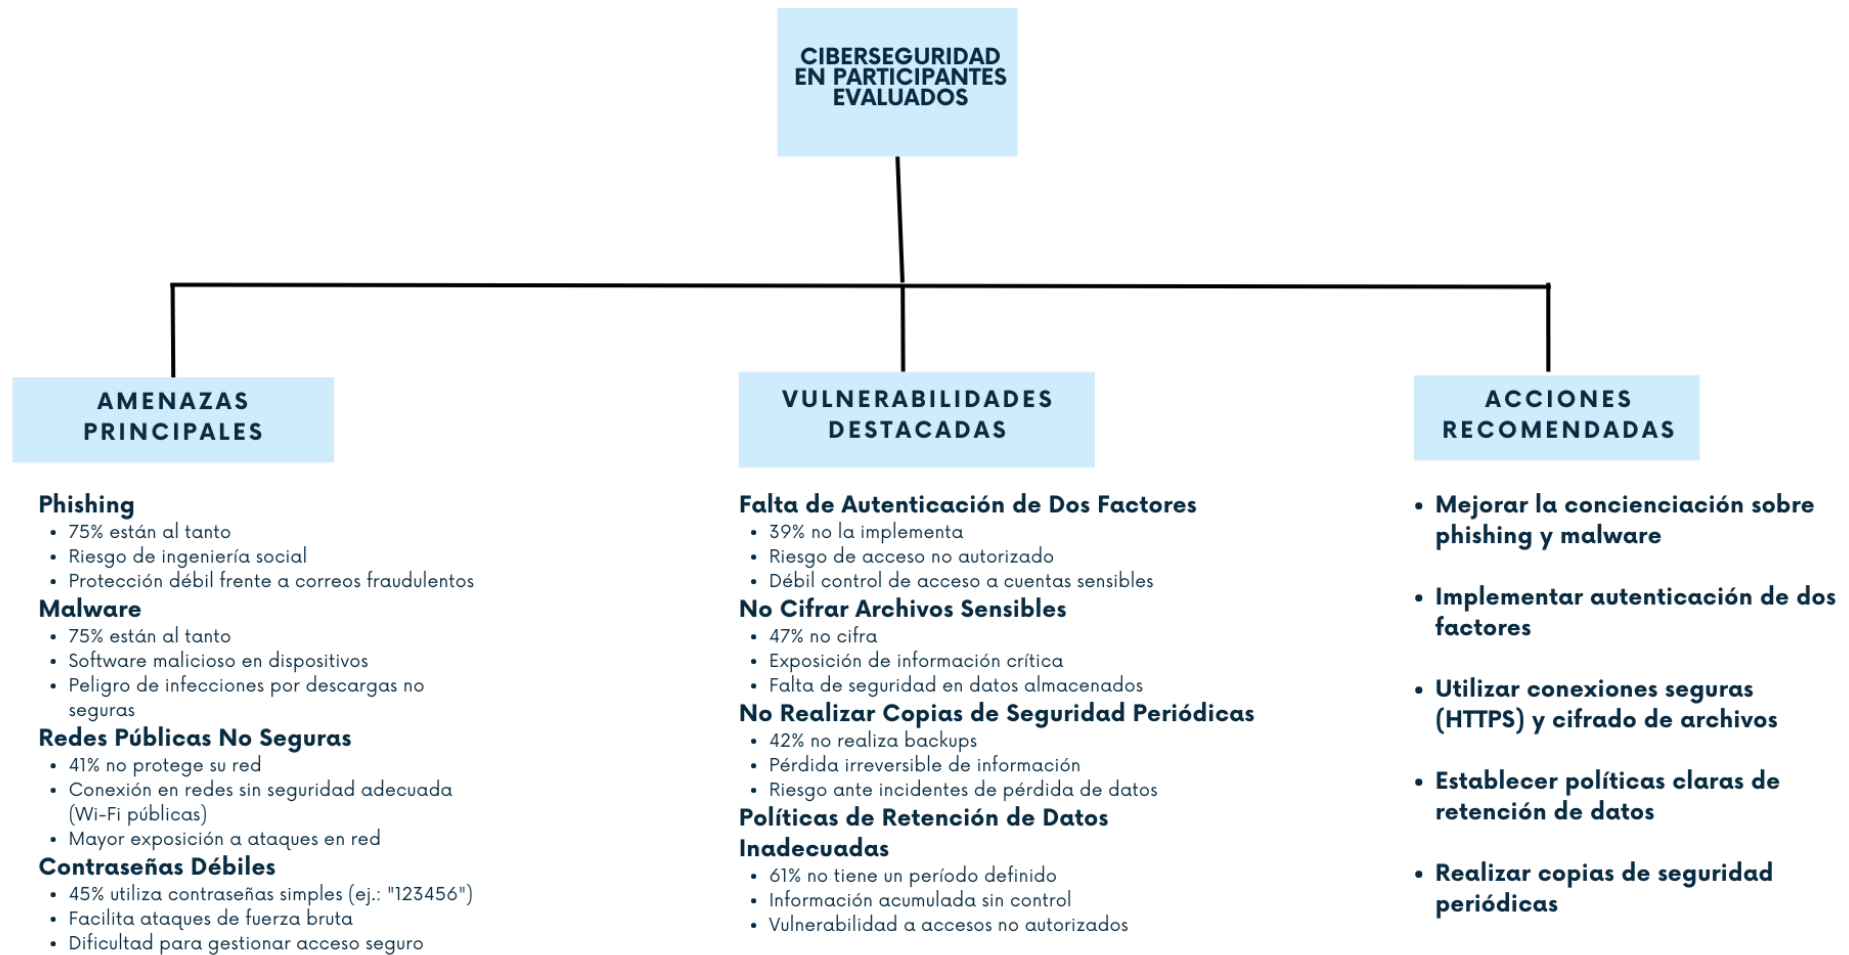 CIBERSEGURIDAD
EN PARTICIPANTES
EVALUADOS
AMENAZAS
PRINCIPALES
Phishing
• 75% están al tanto
• Riesgo de ingeniería social
• Protección débil frente a correos fraudulentos
Malware
• 75% están al tanto
• Software malicioso en dispositivos
• Peligro de infecciones por descargas no
seguras
Redes Públicas No Seguras
• 41% no protege su red
• Conexión en redes sin seguridad adecuada
(Wi-Fi públicas)
• Mayor exposición a ataques en red
Contraseñas Débiles
• 45% utiliza contraseñas simples (ej.: "123456")
• Facilita ataques de fuerza bruta
• Dificultad para gestionar acceso seguro
VULNERABILIDADES
DESTACADAS
Falta de Autenticación de Dos Factores
• 39% no la implementa
• Riesgo de acceso no autorizado
• Débil control de acceso a cuentas sensibles
No Cifrar Archivos Sensibles
• 47% no cifra
• Exposición de información crítica
• Falta de seguridad en datos almacenados
No Realizar Copias de Seguridad Periódicas
• 42% no realiza backups
• Pérdida irreversible de información
• Riesgo ante incidentes de pérdida de datos
Políticas de Retención de Datos
Inadecuadas
• 61% no tiene un período definido
• Información acumulada sin control
• Vulnerabilidad a accesos no autorizados
ACCIONES
RECOMENDADAS
• Mejorar la concienciación sobre
phishing y malware
• Implementar autenticación de dos
factores
• Utilizar conexiones seguras
(HTTPS) y cifrado de archivos
• Establecer políticas claras de
retención de datos
• Realizar copias de seguridad
periódicas